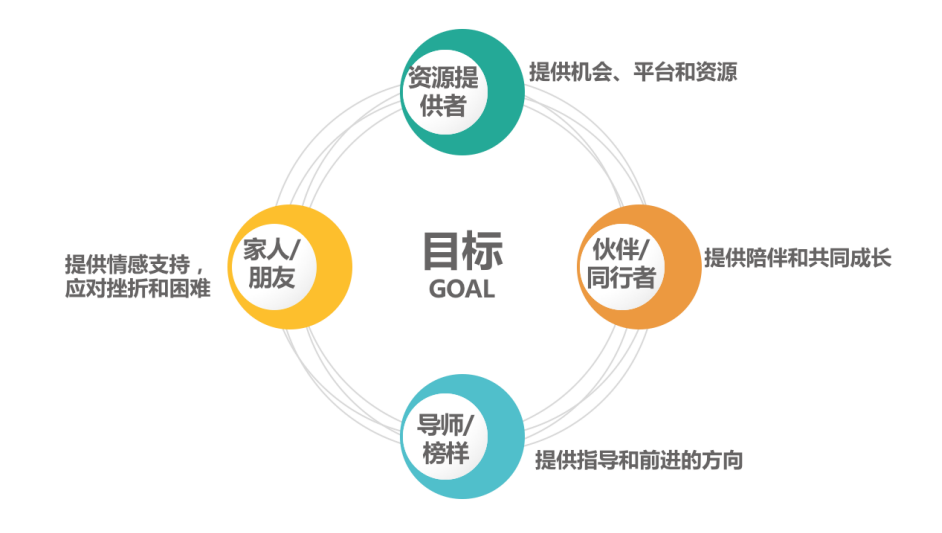 资源提
供者
提供机会、平台和资源
家人/
朋友
提供情感支持，
应对挫折和困难
目标
GOAL
伙伴/
同行者
提供陪伴和共同成长
导师/
榜样
提供指导和前进的方向